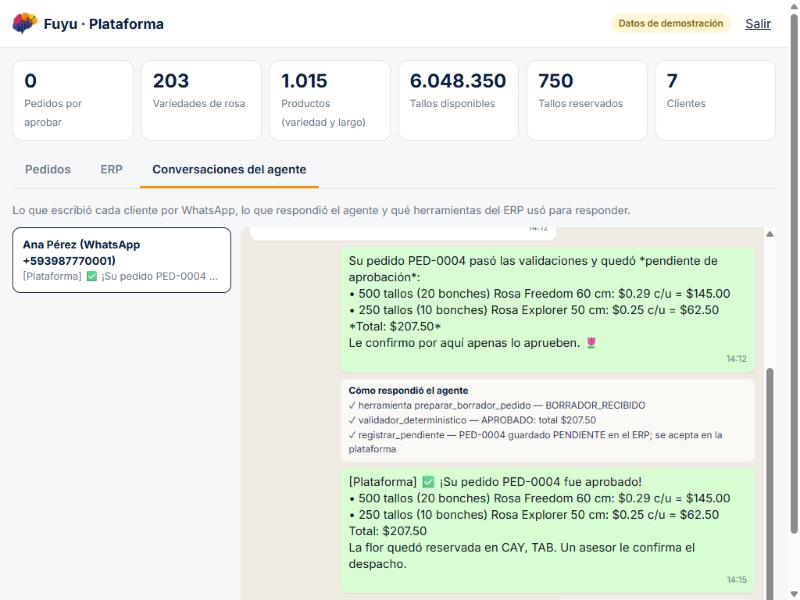 Fuyu · Plataforma
Datos de demostración
Salir
0
Pedidos por
aprobar
203
Variedades de rosa
1.015
Productos
(variedad y largo)
6.048.350
Tallos disponibles
750
Tallos reservados
7
Clientes
Pedidos
ERP
Conversaciones del agente
Lo que escribió cada cliente por WhatsApp, lo que respondió el agente y qué herramientas del ERP usó para responder.
Ana Pérez (WhatsApp
+593987770001)
[Plataforma] ✅ ¡Su pedido PED-0004 ...
14:12
Su pedido PED-0004 pasó las validaciones y quedó *pendiente de
aprobación*:
• 500 tallos (20 bonches) Rosa Freedom 60 cm: $0.29 c/u = $145.00
• 250 tallos (10 bonches) Rosa Explorer 50 cm: $0.25 c/u = $62.50
*Total: $207.50*
Le confirmo por aquí apenas lo aprueben. 🌷
14:12
Cómo respondió el agente
✓ herramienta preparar_borrador_pedido — BORRADOR_RECIBIDO
✓ validador_deterministico — APROBADO: total $207.50
✓ registrar_pendiente — PED-0004 guardado PENDIENTE en el ERP; se acepta en la
plataforma
[Plataforma] ✅ ¡Su pedido PED-0004 fue aprobado!
• 500 tallos (20 bonches) Rosa Freedom 60 cm: $0.29 c/u = $145.00
• 250 tallos (10 bonches) Rosa Explorer 50 cm: $0.25 c/u = $62.50
Total: $207.50
La flor quedó reservada en CAY, TAB. Un asesor le confirma el
despacho.
14:15